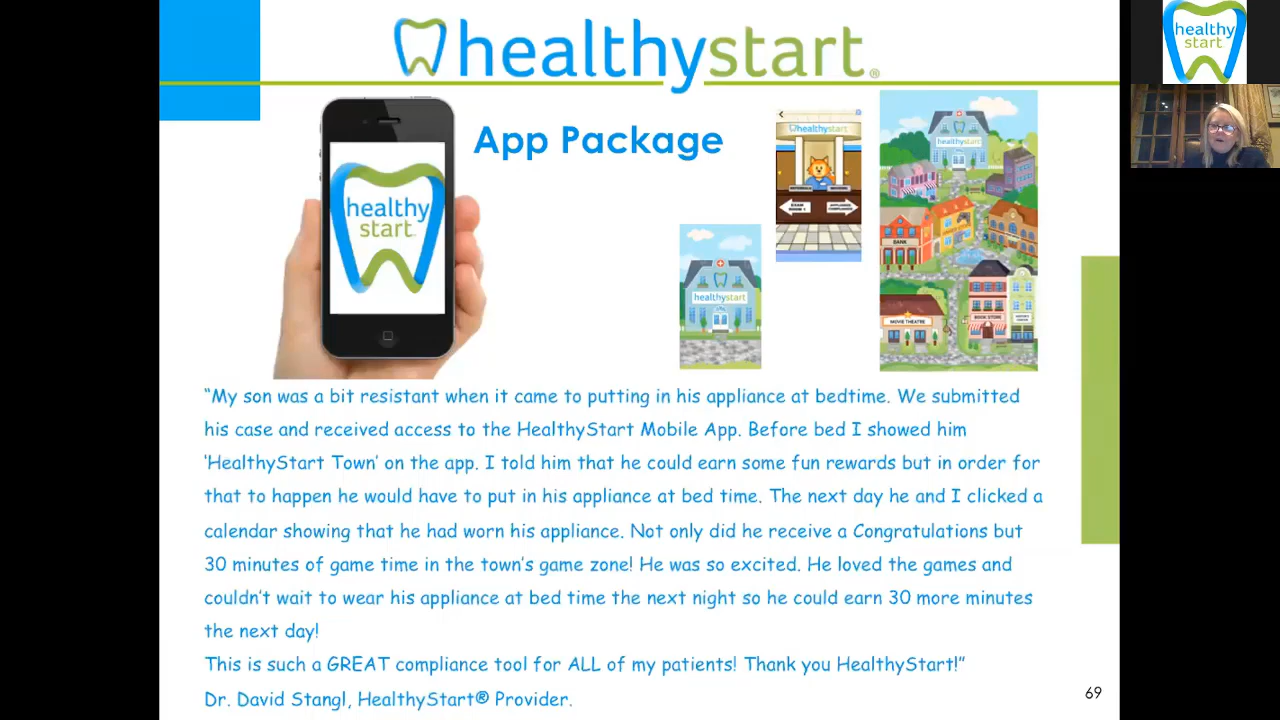 healthystart®
App Package
healthy
start
healthystart
healthystart
healthystart
BANK
MOVIE THEATRE
BOOK STORE
"My son was a bit resistant when it came to putting in his appliance at bedtime. We submitted
his case and received access to the HealthyStart Mobile App. Before bed I showed him
'HealthyStart Town' on the app. I told him that he could earn some fun rewards but in order for
that to happen he would have to put in his appliance at bed time. The next day he and I clicked a
calendar showing that he had worn his appliance. Not only did he receive a Congratulations but
30 minutes of game time in the town's game zone! He was so excited. He loved the games and
couldn't wait to wear his appliance at bed time the next night so he could earn 30 more minutes
the next day!
This is such a GREAT compliance tool for ALL of my patients! Thank you HealthyStart!"
Dr. David Stangl, HealthyStart® Provider.
69
healthy
start